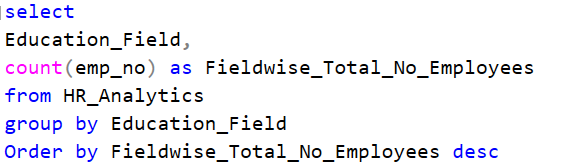 select
Education_Field,
count(emp_no) as Fieldwise_Total_No_Employees
from HR_Analytics
group by Education_Field
Order by Fieldwise_Total_No_Employees desc